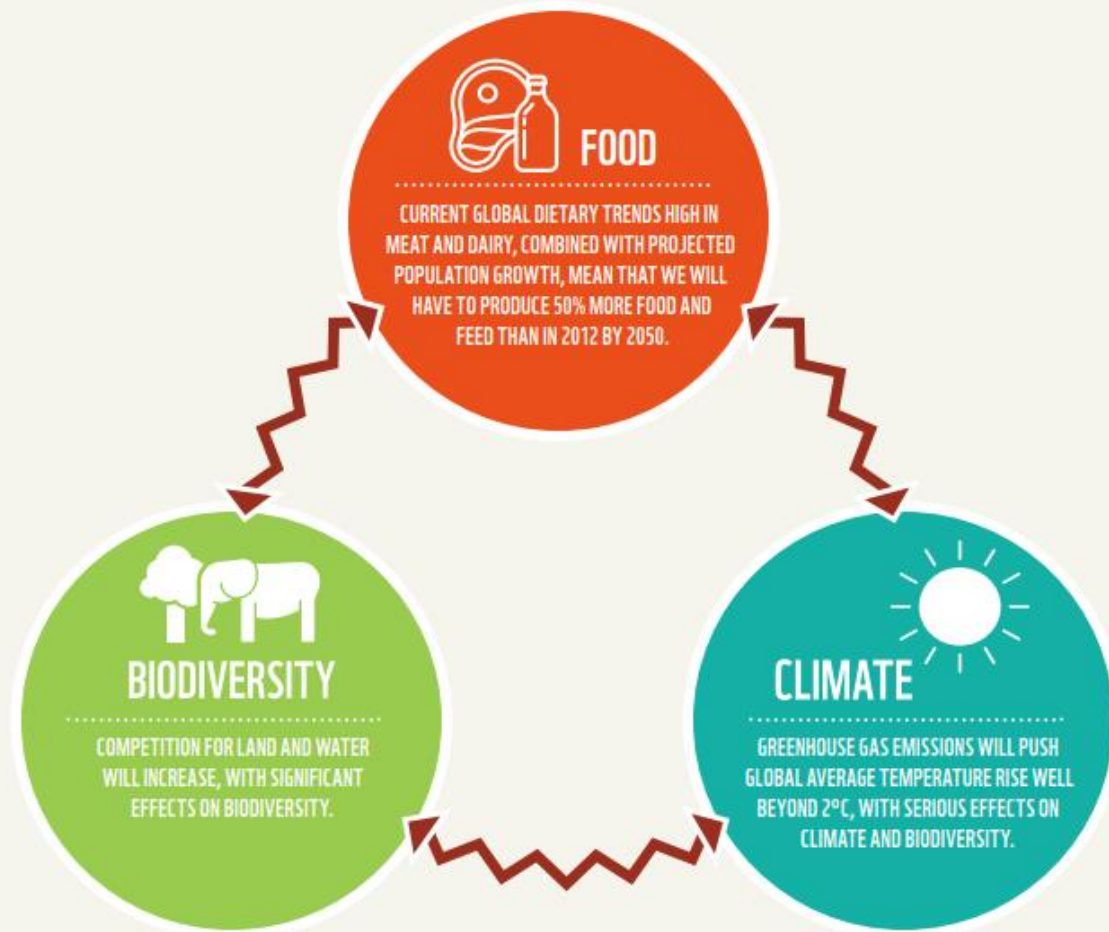 FOOD
CURRENT GLOBAL DIETARY TRENDS HIGH IN
MEAT AND DAIRY, COMBINED WITH PROJECTED
POPULATION GROWTH, MEAN THAT WE WILL
HAVE TO PRODUCE 50% MORE FOOD AND
FEED THAN IN 2012 BY 2050.
BIODIVERSITY
COMPETITION FOR LAND AND WATER
WILL INCREASE, WITH SIGNIFICANT
EFFECTS ON BIODIVERSITY.
CLIMATE
GREENHOUSE GAS EMISSIONS WILL PUSH
GLOBAL AVERAGE TEMPERATURE RISE WELL
BEYOND 2ºC, WITH SERIOUS EFFECTS ON
CLIMATE AND BIODIVERSITY.